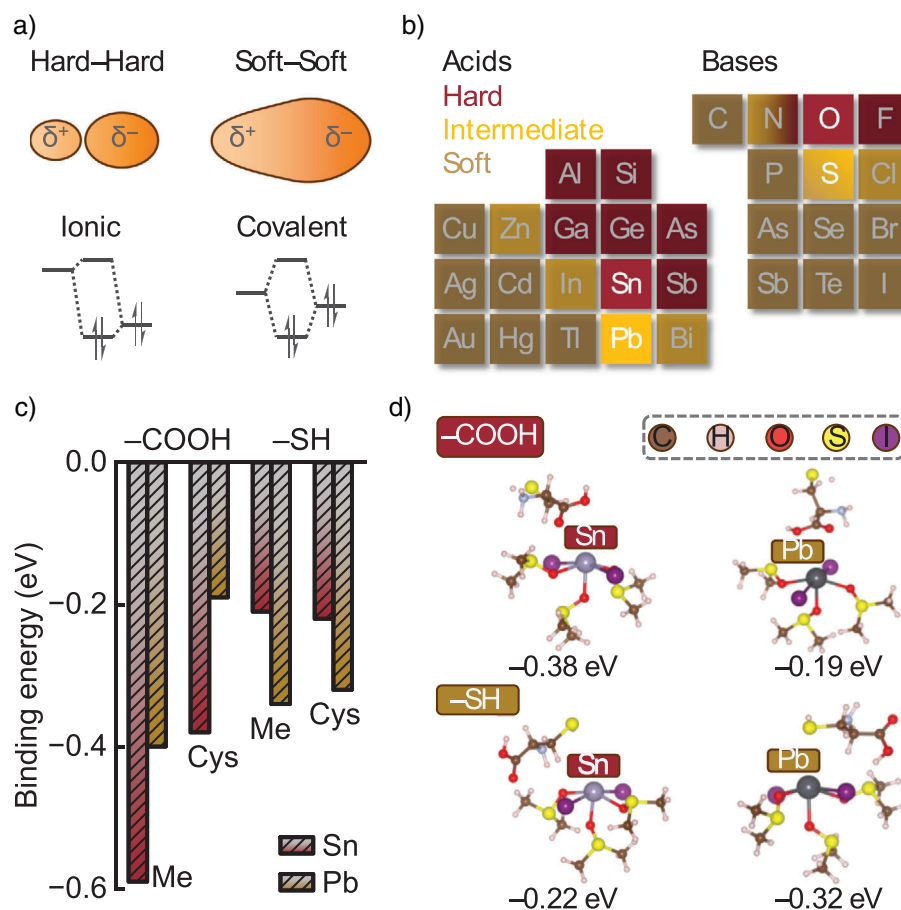 a)
Hard–Hard
Soft–Soft
δ+
δ−
δ+
δ−
Ionic
Covalent
b)
Acids
Bases
Hard
Intermediate
Soft
C N O F
Al Si P S Cl
Cu Zn Ga Ge As As Se Br
Ag Cd In Sn Sb Sb Te I
Au Hg Tl Pb Bi
c)
–COOH
–SH
Binding energy (eV)
0.0
−0.2
−0.4
−0.6
Me
Cys
Me
Cys
Sn
Pb
d)
–COOH
C H O S I
Sn
Pb
–0.38 eV
–0.19 eV
–SH
Sn
Pb
–0.22 eV
–0.32 eV